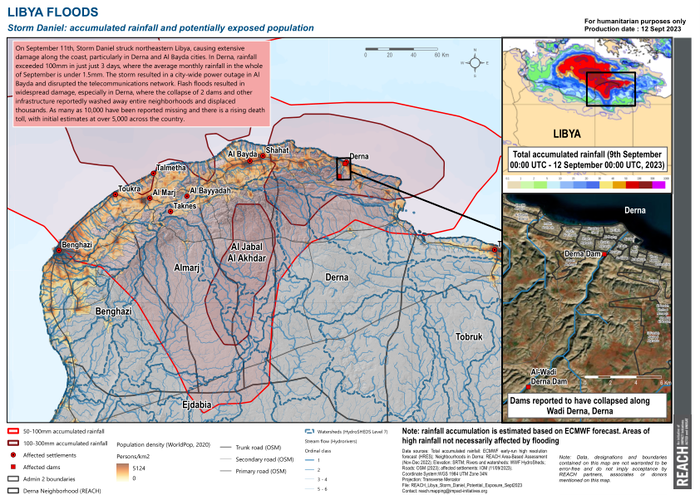 LIBYA FLOODS
Storm Daniel: accumulated rainfall and potentially exposed population
For humanitarian purposes only
Production date : 12 Sept 2023
On September 11th, Storm Daniel struck northeastern Libya, causing extensive
damage along the coast, particularly in Derna and Al Bayda cities. In Derna, rainfall
exceeded 100mm in just just 3 days, where the average monthly rainfall in the whole
of September is under 1.5mm. The storm resulted in a city-wide power outage in Al
Bayda and disrupted the telecommunications network. Flash floods resulted in
widespread damage, especially in Derna, where the collapse of 2 dams and other
infrastructure reportedly washed away entire neighborhoods and displaced
thousands. As many as 10,000 have been reported missing and there is a rising death
toll, with initial estimates at over 5,000 across the country.
0 20 40 60 Km
LIBYA
Total accumulated rainfall (9th September
00:00 UTC - 12 September 00:00 UTC, 2023)
Al Bayda
Shahat
Derna
Talmetha
Toukra
Al Marj
Al Bayyadah
Taknes
Benghazi
Al Jabal
Al Akhdar
Almarj
Derna
Benghazi
Tobruk
Ejdabia
Derna
Derna Dam
Al-Wadi
Derna Dam
Dams reported to have collapsed along
Wadi Derna, Derna
50-100mm accumulated rainfall
100-300mm accumulated rainfall
Affected settlements
Affected dams
Admin 2 boundaries
Derna Neighborhood (REACH)
Population density (WorldPop, 2020)
Persons/km2
5124
0
Trunk road (OSM)
Secondary road (OSM)
Primary road (OSM)
Watersheds (HydroSHEDS Level 7)
Stream flow (Hydrorivers)
Ordinal class
1
2
3 - 4
5 - 6
Note: rainfall accumulation is estimated based on ECMWF forecast. Areas of
high rainfall not necessarily affected by flooding
Data sources: Total accumulated rainfall: ECMWF early-run high resolution
forecast (HRES); Neighbourhoods in Derna: REACH Area-Based Assessment
(Nov-Dec 2022); Elevation: SRTM; Rivers and watersheds: WWF HydroSheds;
Roads: OSM (2023); affected settlements: IOM (11/09/2023)
Coordinate System:WGS 1984 UTM Zone 34N
Projection: Transverse Mercator
File: REACH_Libya_Storm_Daniel_Potential_Exposure_Sep2023
Contact: reach.mapping@impact-initiatives.org
Note: Data, designations and boundaries
contained on this map are not warranted to be
error-free and do not imply acceptance by
REACH partners, associates or donors
mentioned on this map.
REACH